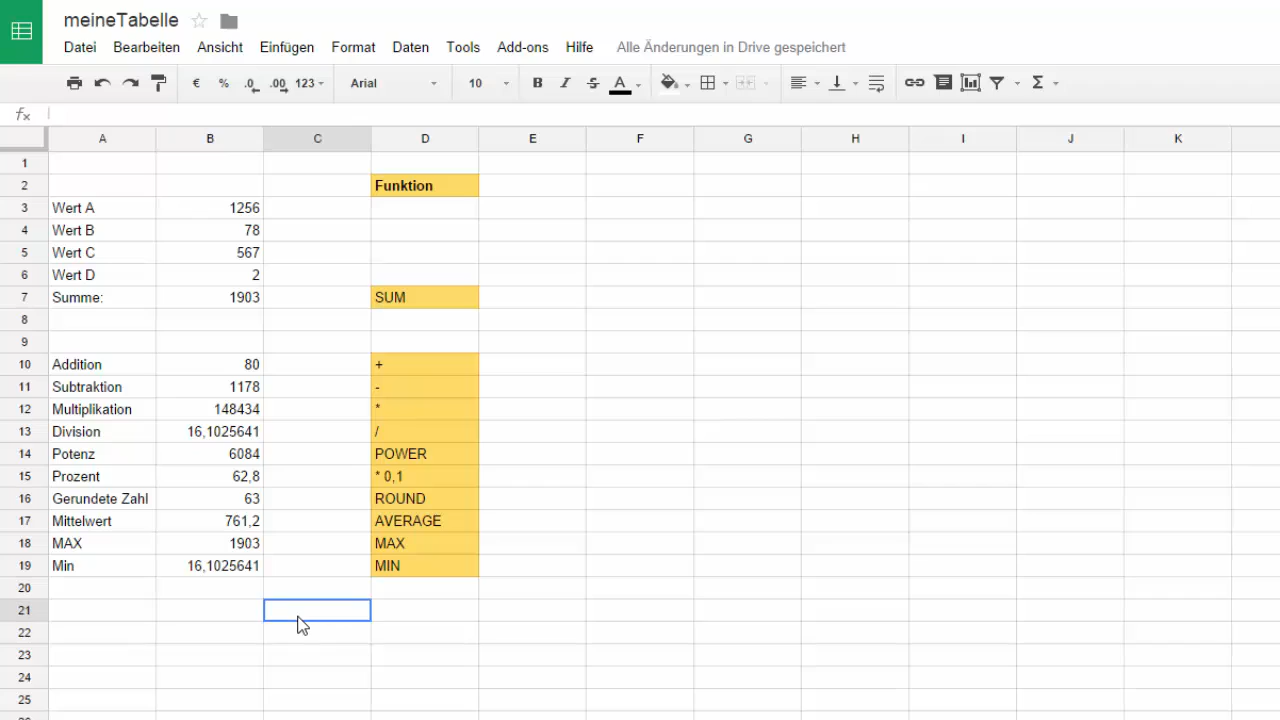 meineTabelle
Datei Bearbeiten Ansicht Einfügen Format Daten Tools Add-ons Hilfe Alle Änderungen in Drive gespeichert
€ % .0 .00 123 Arial 10 B I S A Σ
fx
A B C D E F G H I J K
1
2 Funktion
3 Wert A 1256
4 Wert B 78
5 Wert C 567
6 Wert D 2
7 Summe: 1903 SUM
8
9
10 Addition 80 +
11 Subtraktion 1178 -
12 Multiplikation 148434 *
13 Division 16,1025641 /
14 Potenz 6084 POWER
15 Prozent 62,8 * 0,1
16 Gerundete Zahl 63 ROUND
17 Mittelwert 761,2 AVERAGE
18 MAX 1903 MAX
19 Min 16,1025641 MIN
20
21
22
23
24
25